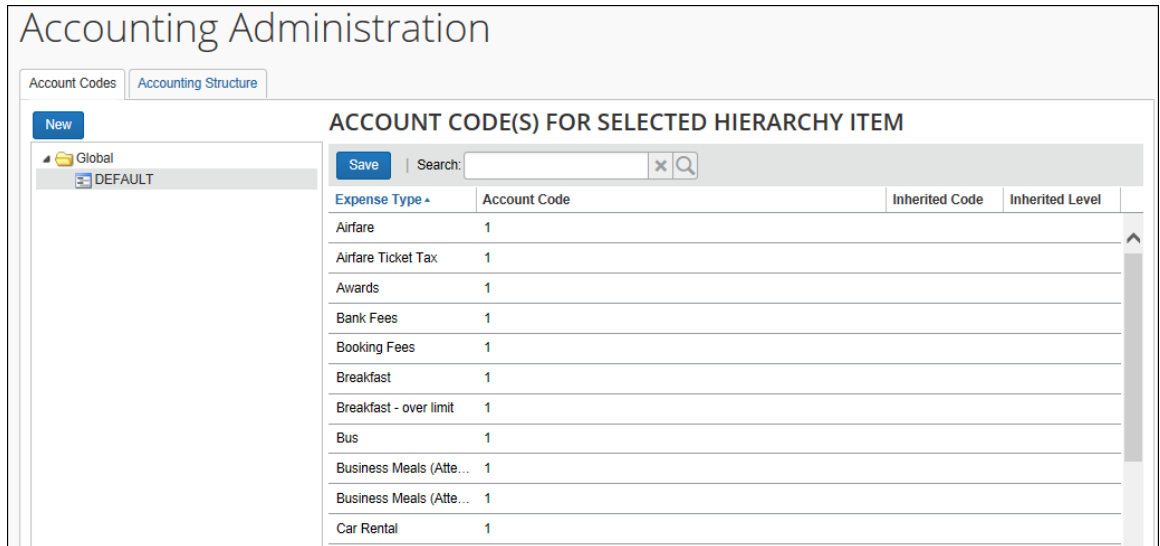 Accounting Administration
Account Codes Accounting Structure
New
Global
DEFAULT
ACCOUNT CODE(S) FOR SELECTED HIERARCHY ITEM
Save | Search:
Expense Type Account Code Inherited Code Inherited Level
Airfare 1
Airfare Ticket Tax 1
Awards 1
Bank Fees 1
Booking Fees 1
Breakfast 1
Breakfast - over limit 1
Bus 1
Business Meals (Atte... 1
Business Meals (Atte... 1
Car Rental 1